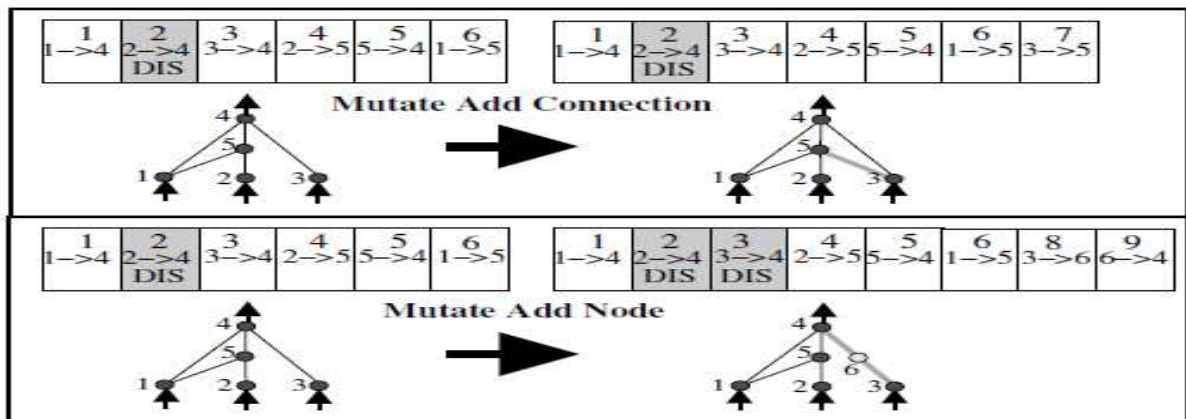 1 2 3 4 5 6 1 2 3 4 5 6 7
1–>4 2–>4 3–>4 2–>5 5–>4 1–>5 1–>4 2–>4 3–>4 2–>5 5–>4 1–>5 3–>5
DIS DIS
Mutate Add Connection
4 4
5 5
1 2 3 1 2 3
1 2 3 4 5 6 1 2 3 4 5 6 8 9
1–>4 2–>4 3–>4 2–>5 5–>4 1–>5 1–>4 2–>4 3–>4 2–>5 5–>4 1–>5 3–>6 6–>4
DIS DIS DIS
Mutate Add Node
4 4
5 5
6
1 2 3 1 2 3